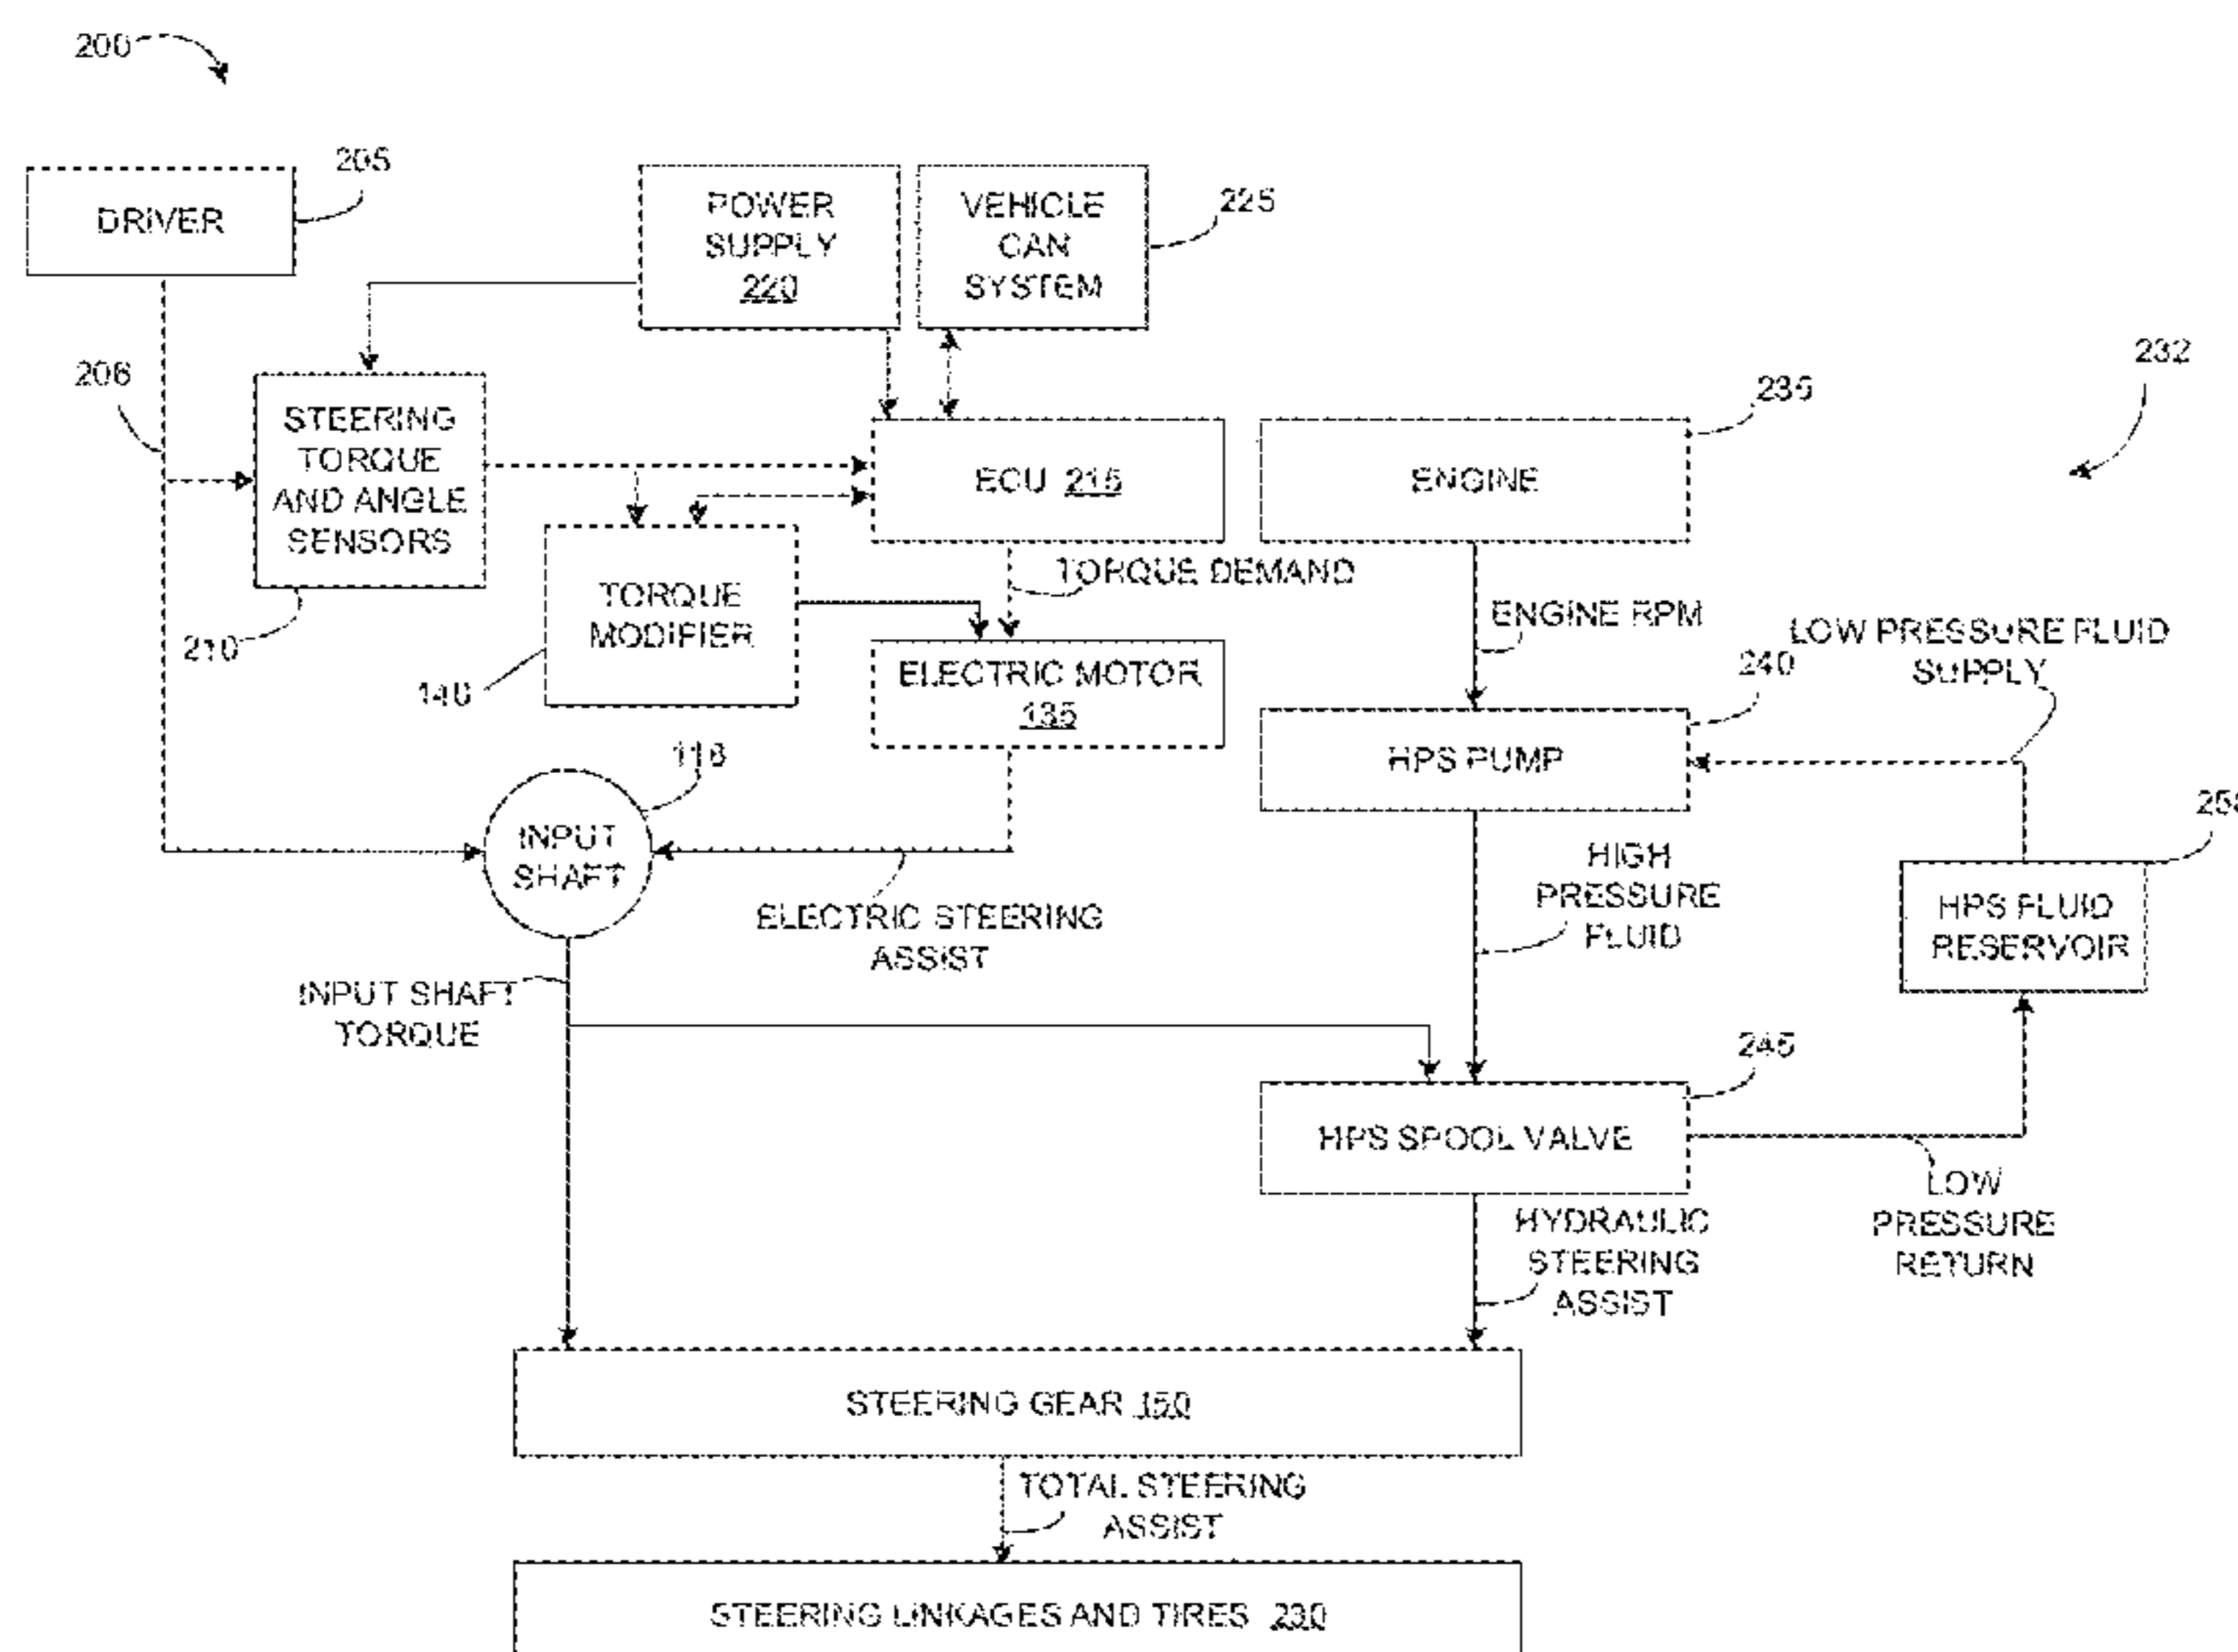 200
DRIVER
205
POWER
SUPPLY
220
VEHICLE
CAN
SYSTEM
225
206
STEERING
TORQUE
AND ANGLE
SENSORS
210
ECU 215
ENGINE
235
232
TORQUE DEMAND
TORQUE
MODIFIER
140
ELECTRIC MOTOR
135
ENGINE RPM
LOW PRESSURE FLUID
SUPPLY
240
HPS PUMP
INPUT
SHAFT
116
ELECTRIC STEERING
ASSIST
HIGH
PRESSURE
FLUID
HPS FLUID
RESERVOIR
INPUT SHAFT
TORQUE
245
HPS SPOOL VALVE
LOW
PRESSURE
RETURN
HYDRAULIC
STEERING
ASSIST
STEERING GEAR 150
TOTAL STEERING
ASSIST
STEERING LINKAGES AND TIRES 230